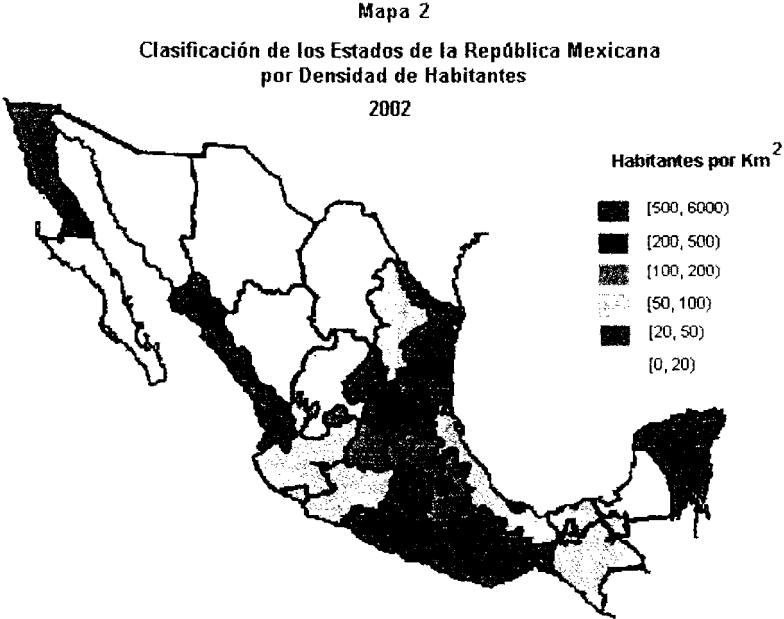 Mapa 2
Clasificación de los Estados de la República Mexicana
por Densidad de Habitantes
2002
Habitantes por Km²
[500, 6000)
[200, 500)
[100, 200)
[50, 100)
[20, 50)
[0, 20)